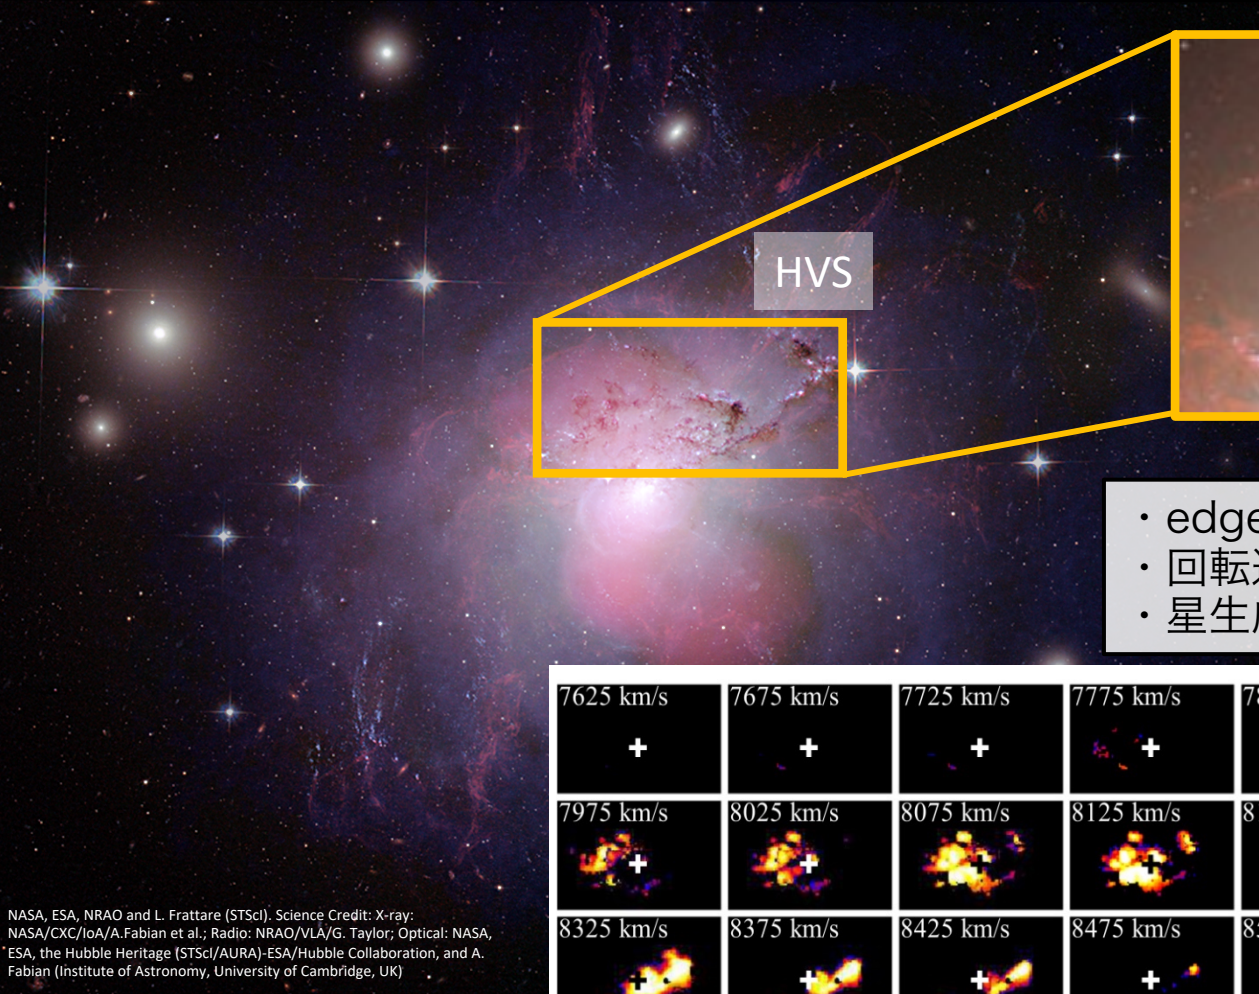 HVS
・edge
・回転
・星生
7625 km/s
7675 km/s
7725 km/s
7775 km/s
7975 km/s
8025 km/s
8075 km/s
8125 km/s
8325 km/s
8375 km/s
8425 km/s
8475 km/s
NASA, ESA, NRAO and L. Frattare (STScI). Science Credit: X-ray:
NASA/CXC/IoA/A.Fabian et al.; Radio: NRAO/VLA/G. Taylor; Optical: NASA,
ESA, the Hubble Heritage (STScI/AURA)-ESA/Hubble Collaboration, and A.
Fabian (Institute of Astronomy, University of Cambridge, UK)